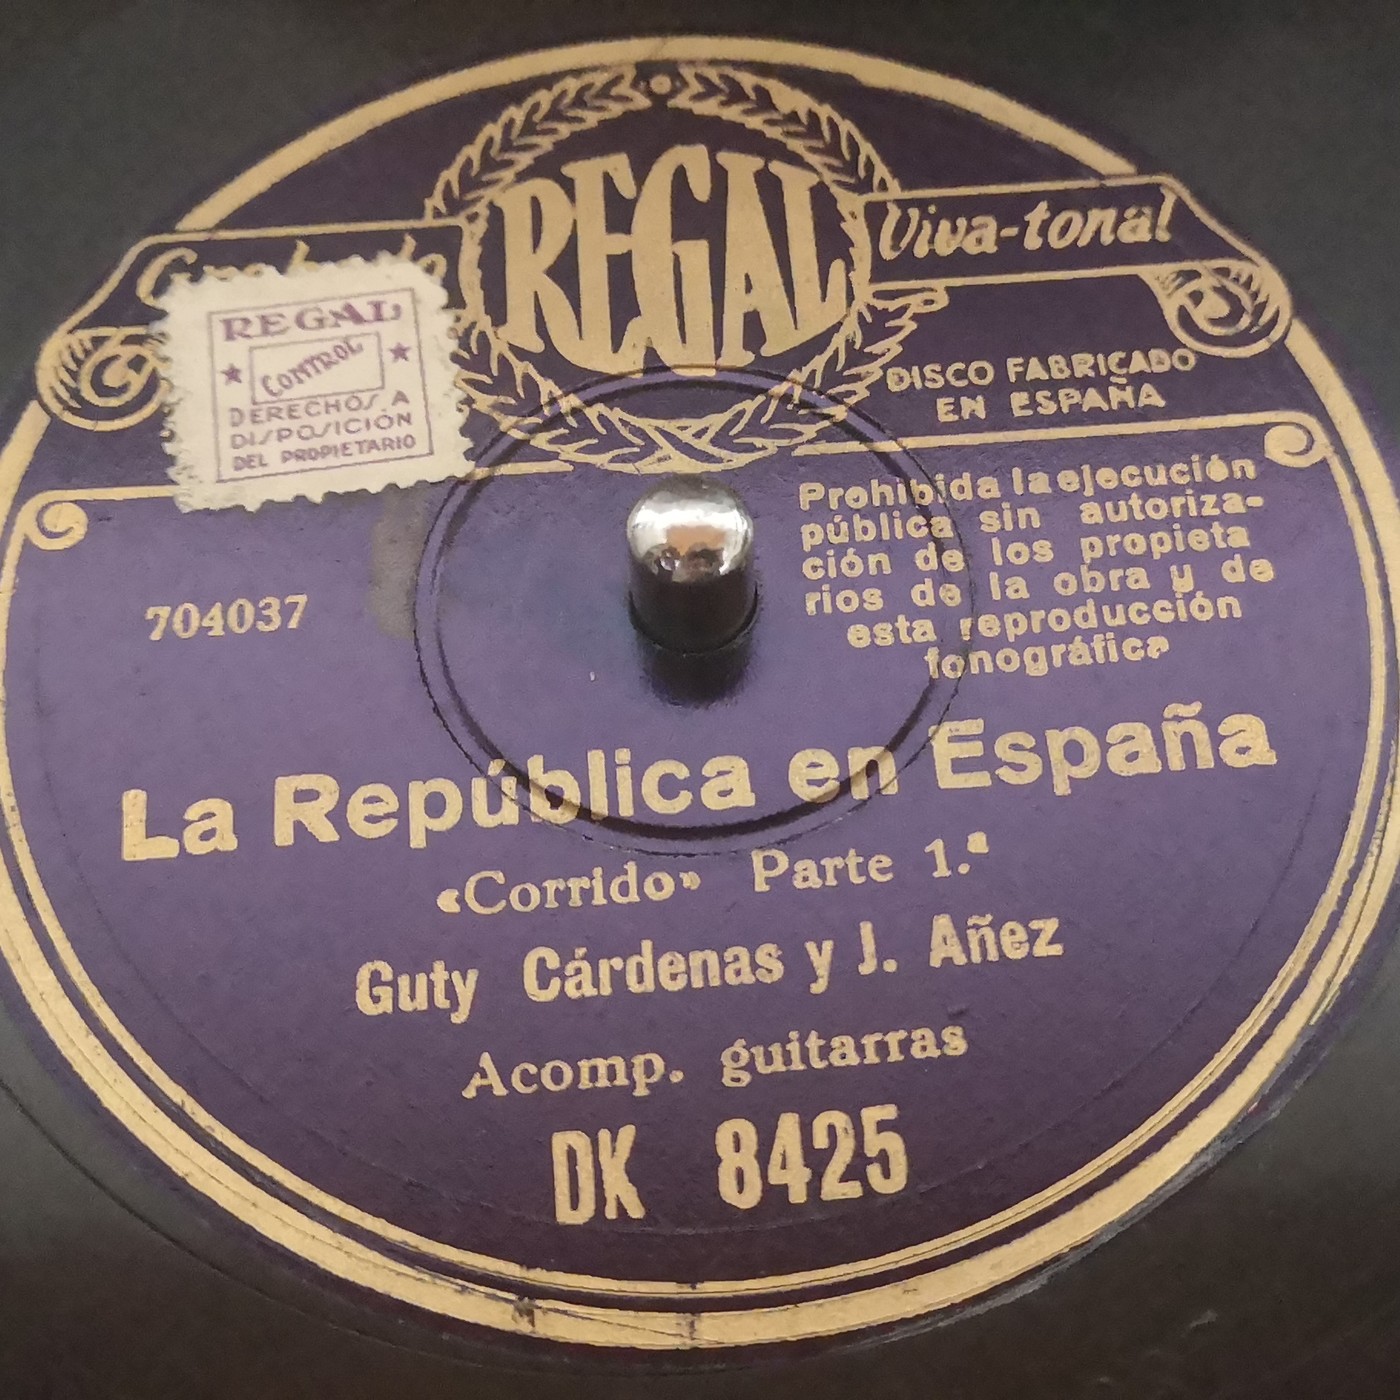 REGAL
Viva-tonal
REGAL
CONTROL
DERECHOS A
DISPOSICIÓN
DEL PROPIETARIO
DISCO FABRICADO
EN ESPAÑA
Prohibida la ejecución
pública sin autoriza-
ción de los propieta
rios de la obra y de
esta reproducción
fonográfica
704037
La República en España
«Corrido» Parte 1.ª
Guty Cárdenas y J. Añez
Acomp. guitarras
DK 8425